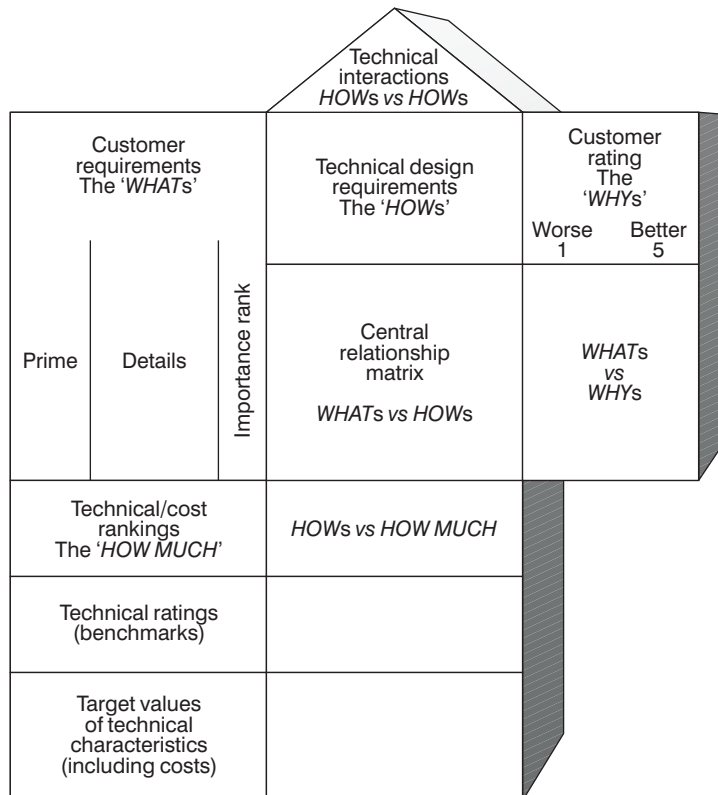 Technical
interactions
HOWs vs HOWs
Customer
requirements
The ‘WHATs’
Technical design
requirements
The ‘HOWs’
Customer
rating
The
‘WHYs’
Worse Better
1 5
Prime
Details
Importance rank
Central
relationship
matrix
WHATs vs HOWs
WHATs
vs
WHYs
Technical/cost
rankings
The ‘HOW MUCH’
HOWs vs HOW MUCH
Technical ratings
(benchmarks)
Target values
of technical
characteristics
(including costs)